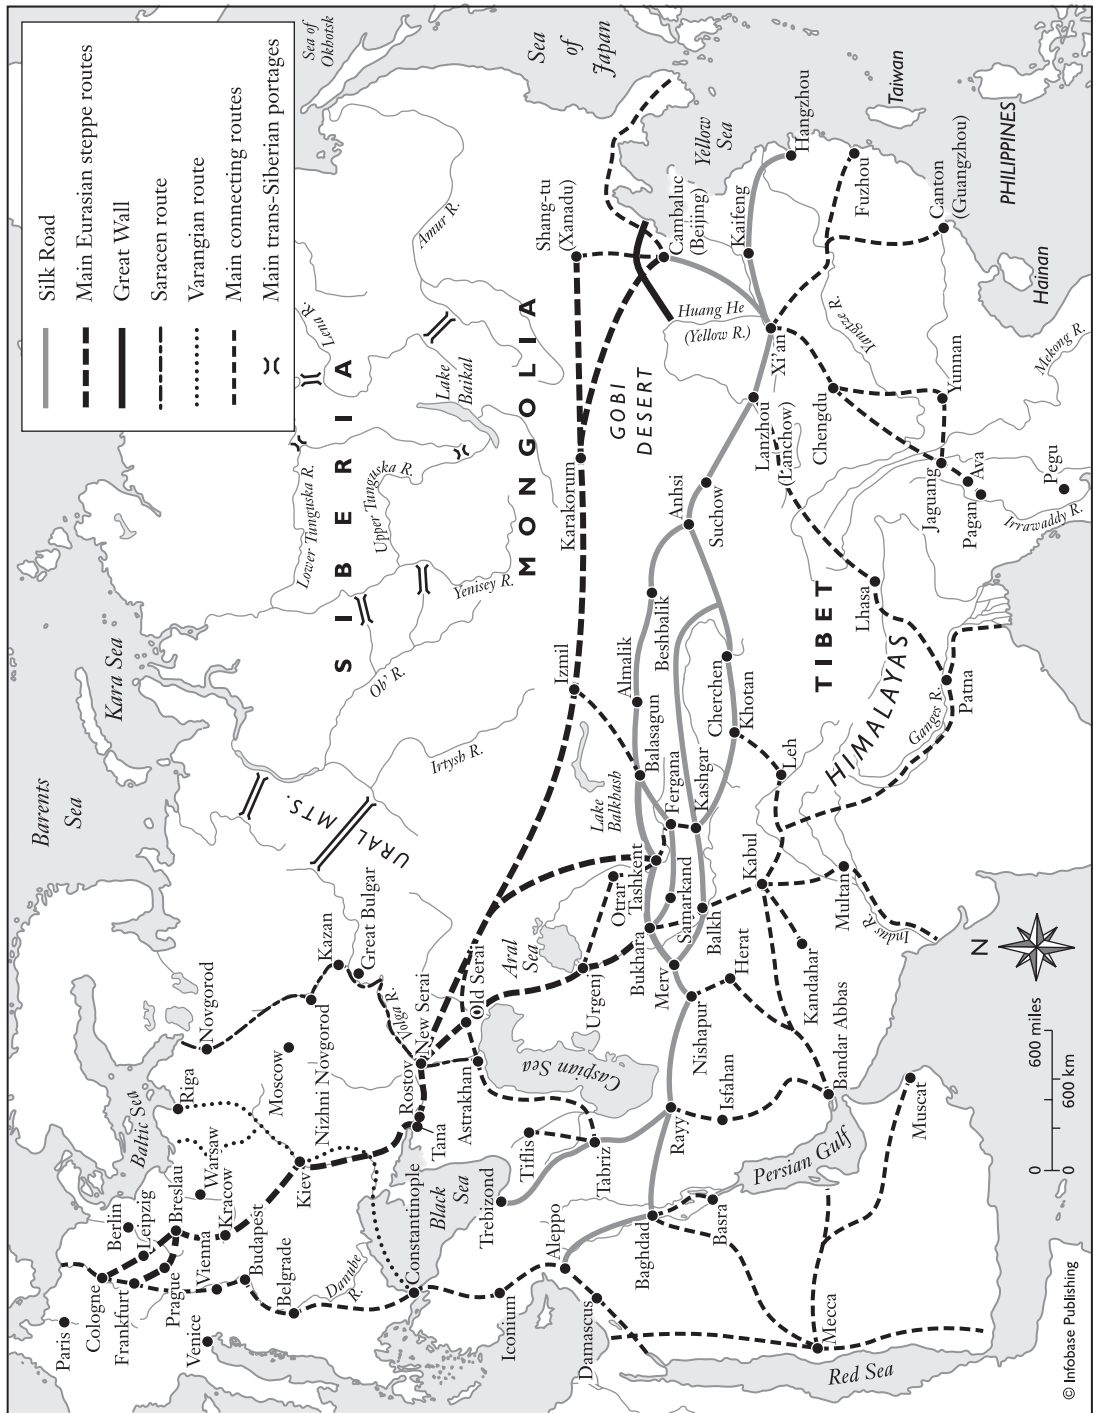 Silk Road
Main Eurasian steppe routes
Great Wall
Saracen route
Varangian route
Main connecting routes
Main trans-Siberian portages
Barents
Sea
Kara Sea
Sea of
Okhotsk
Sea
of
Japan
Yellow
Sea
Taiwan
PHILIPPINES
Hainan
SIBERIA
MONGOLIA
GOBI
DESERT
TIBET
HIMALAYAS
URAL
MTS.
Lena R.
Amur R.
Lake
Baikal
Lower Tunguska R.
Upper Tunguska R.
Yenisey R.
Ob' R.
Irtysh R.
Lake
Balkhash
Aral
Sea
Caspian Sea
Black
Sea
Baltic Sea
Volga R.
Danube
R.
Persian Gulf
Red Sea
Indus R.
Ganges R.
Irrawaddy R.
Mekong R.
Yangtze R.
Huang He
(Yellow R.)
Paris
Cologne
Frankfurt
Berlin
Leipzig
Prague
Breslau
Venice
Vienna
Warsaw
Kracow
Budapest
Belgrade
Riga
Novgorod
Moscow
Nizhni Novgorod
Kazan
Great Bulgar
Kiev
Constantinople
Rostov
Tana
New Serai
Old Serai
Astrakhan
Iconium
Trebizond
Tiflis
Tabriz
Aleppo
Damascus
Baghdad
Basra
Mecca
Muscat
Rayy
Isfahan
Bandar Abbas
Nishapur
Herat
Kandahar
Merv
Bukhara
Urgenj
Otrar
Tashkent
Samarkand
Balkh
Kabul
Multan
Fergana
Kashgar
Balasagun
Almalik
Izmil
Beshbalik
Cherchen
Khotan
Leh
Patna
Lhasa
Karakorum
Anhsi
Suchow
Lanzhou
(Lanchow)
Xi'an
Chengdu
Yunnan
Jaguang
Ava
Pagan
Pegu
Shang-tu
(Xanadu)
Cambaluc
(Beijing)
Kaifeng
Hangzhou
Fuzhou
Canton
(Guangzhou)
N
0 600 miles
0 600 km
© Infobase Publishing